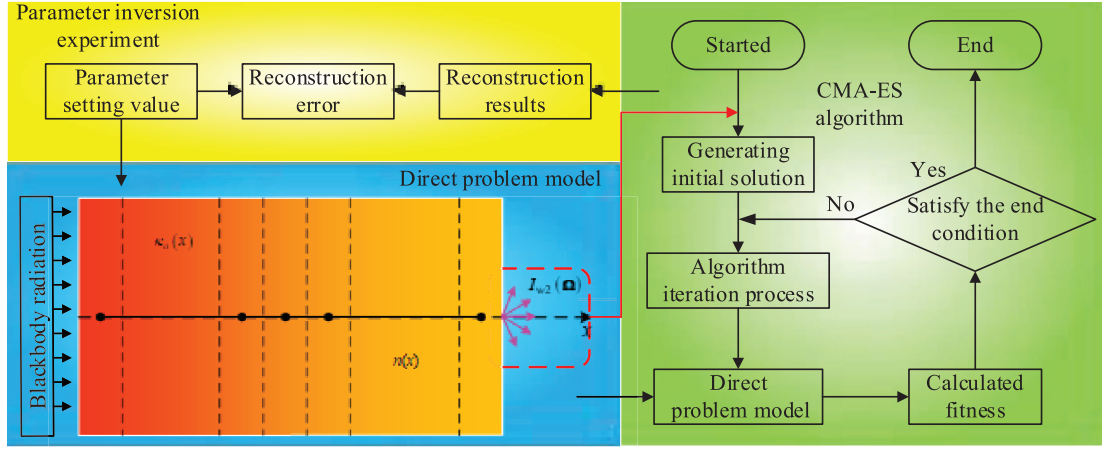 Parameter inversion
experiment
Parameter
setting value
Reconstruction
error
Reconstruction
results
Direct problem model
Blackbody radiation
κₐ(x)
n(x)
I_w2(Ω)
x
Started
End
CMA-ES
algorithm
Generating
initial solution
Yes
No
Satisfy the end
condition
Algorithm
iteration process
Direct
problem model
Calculated
fitness